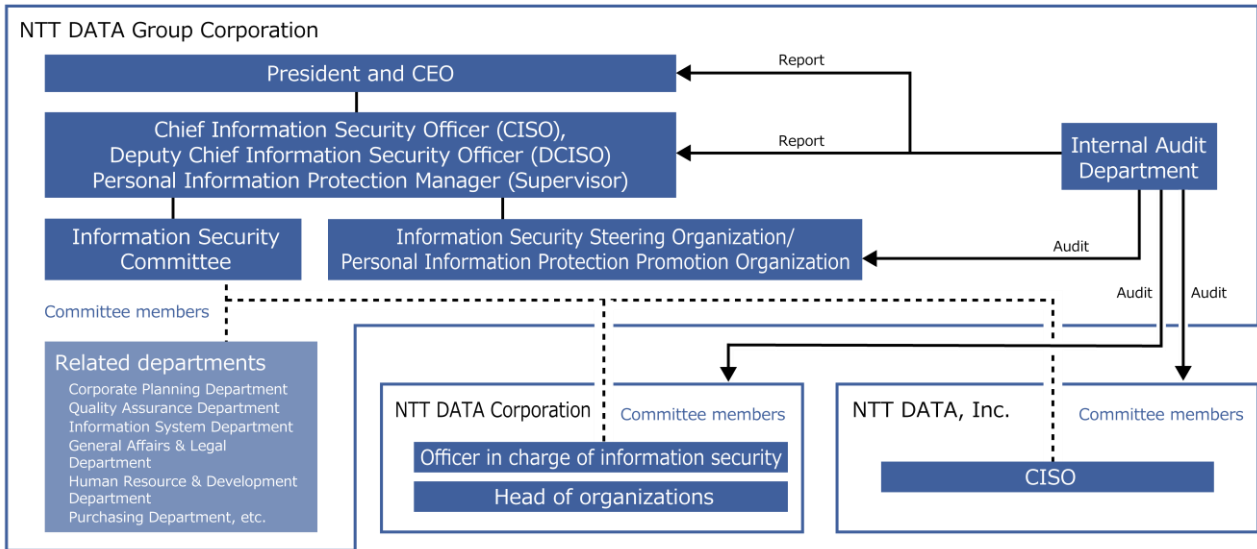 NTT DATA Group Corporation
President and CEO
Report
Chief Information Security Officer (CISO),
Deputy Chief Information Security Officer (DCISO)
Personal Information Protection Manager (Supervisor)
Report
Internal Audit
Department
Information Security
Committee
Information Security Steering Organization/
Personal Information Protection Promotion Organization
Audit
Audit
Audit
Committee members
Related departments
Corporate Planning Department
Quality Assurance Department
Information System Department
General Affairs & Legal
Department
Human Resource & Development
Department
Purchasing Department, etc.
NTT DATA Corporation
Committee members
Officer in charge of information security
Head of organizations
NTT DATA, Inc.
Committee members
CISO